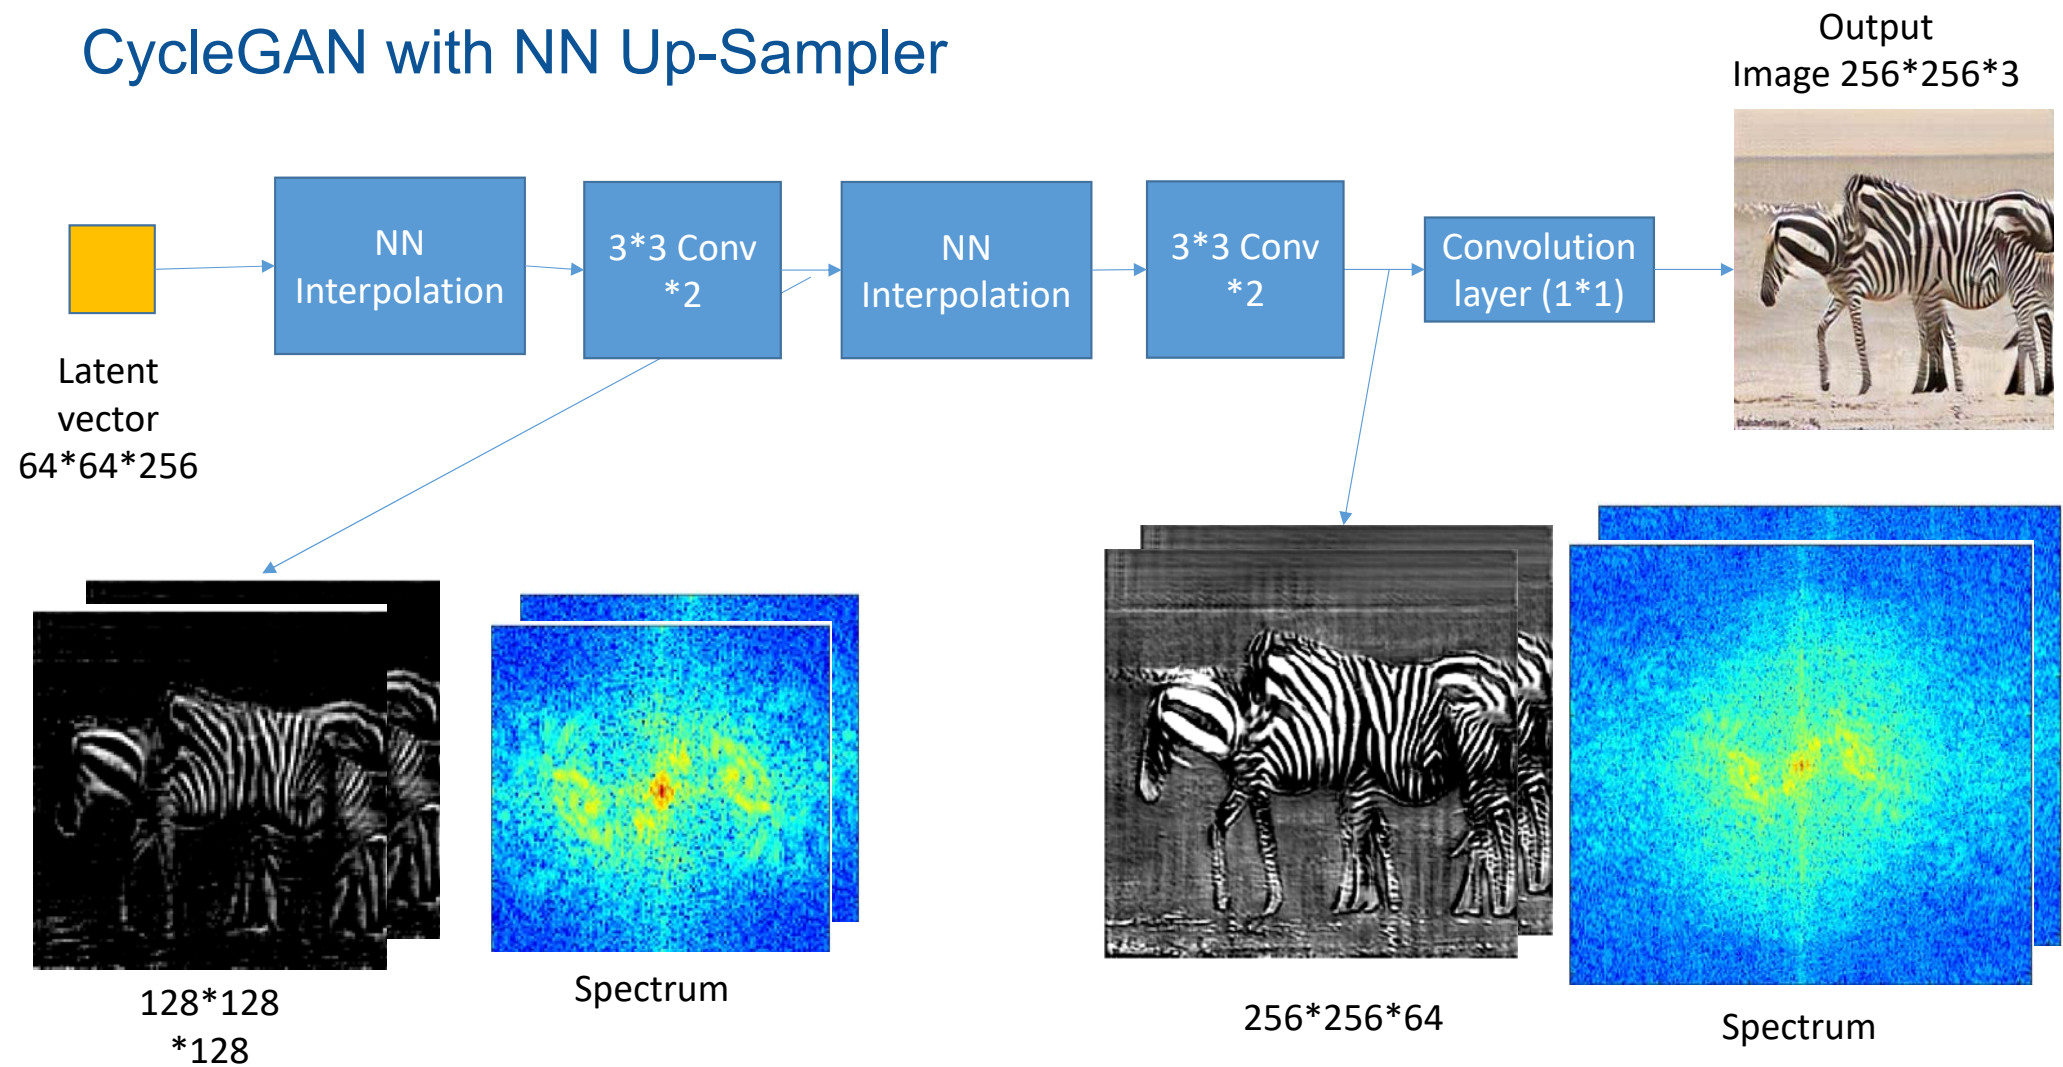 CycleGAN with NN Up-Sampler
Output
Image 256*256*3
NN
Interpolation
3*3 Conv
*2
NN
Interpolation
3*3 Conv
*2
Convolution
layer (1*1)
Latent
vector
64*64*256
128*128
*128
Spectrum
256*256*64
Spectrum